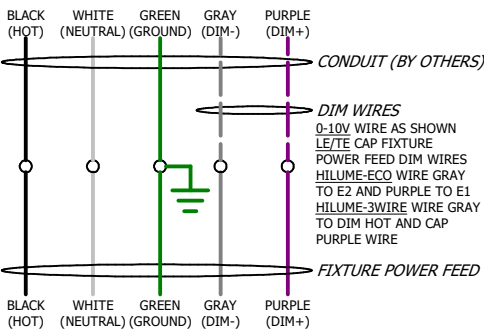 BLACK WHITE GREEN GRAY PURPLE
(HOT) (NEUTRAL) (GROUND) (DIM-) (DIM+)
CONDUIT (BY OTHERS)
DIM WIRES
0-10V WIRE AS SHOWN
LE/TE CAP FIXTURE
POWER FEED DIM WIRES
HILUME-ECO WIRE GRAY
TO E2 AND PURPLE TO E1
HILUME-3WIRE WIRE GRAY
TO DIM HOT AND CAP
PURPLE WIRE
FIXTURE POWER FEED
BLACK WHITE GREEN GRAY PURPLE
(HOT) (NEUTRAL) (GROUND) (DIM-) (DIM+)